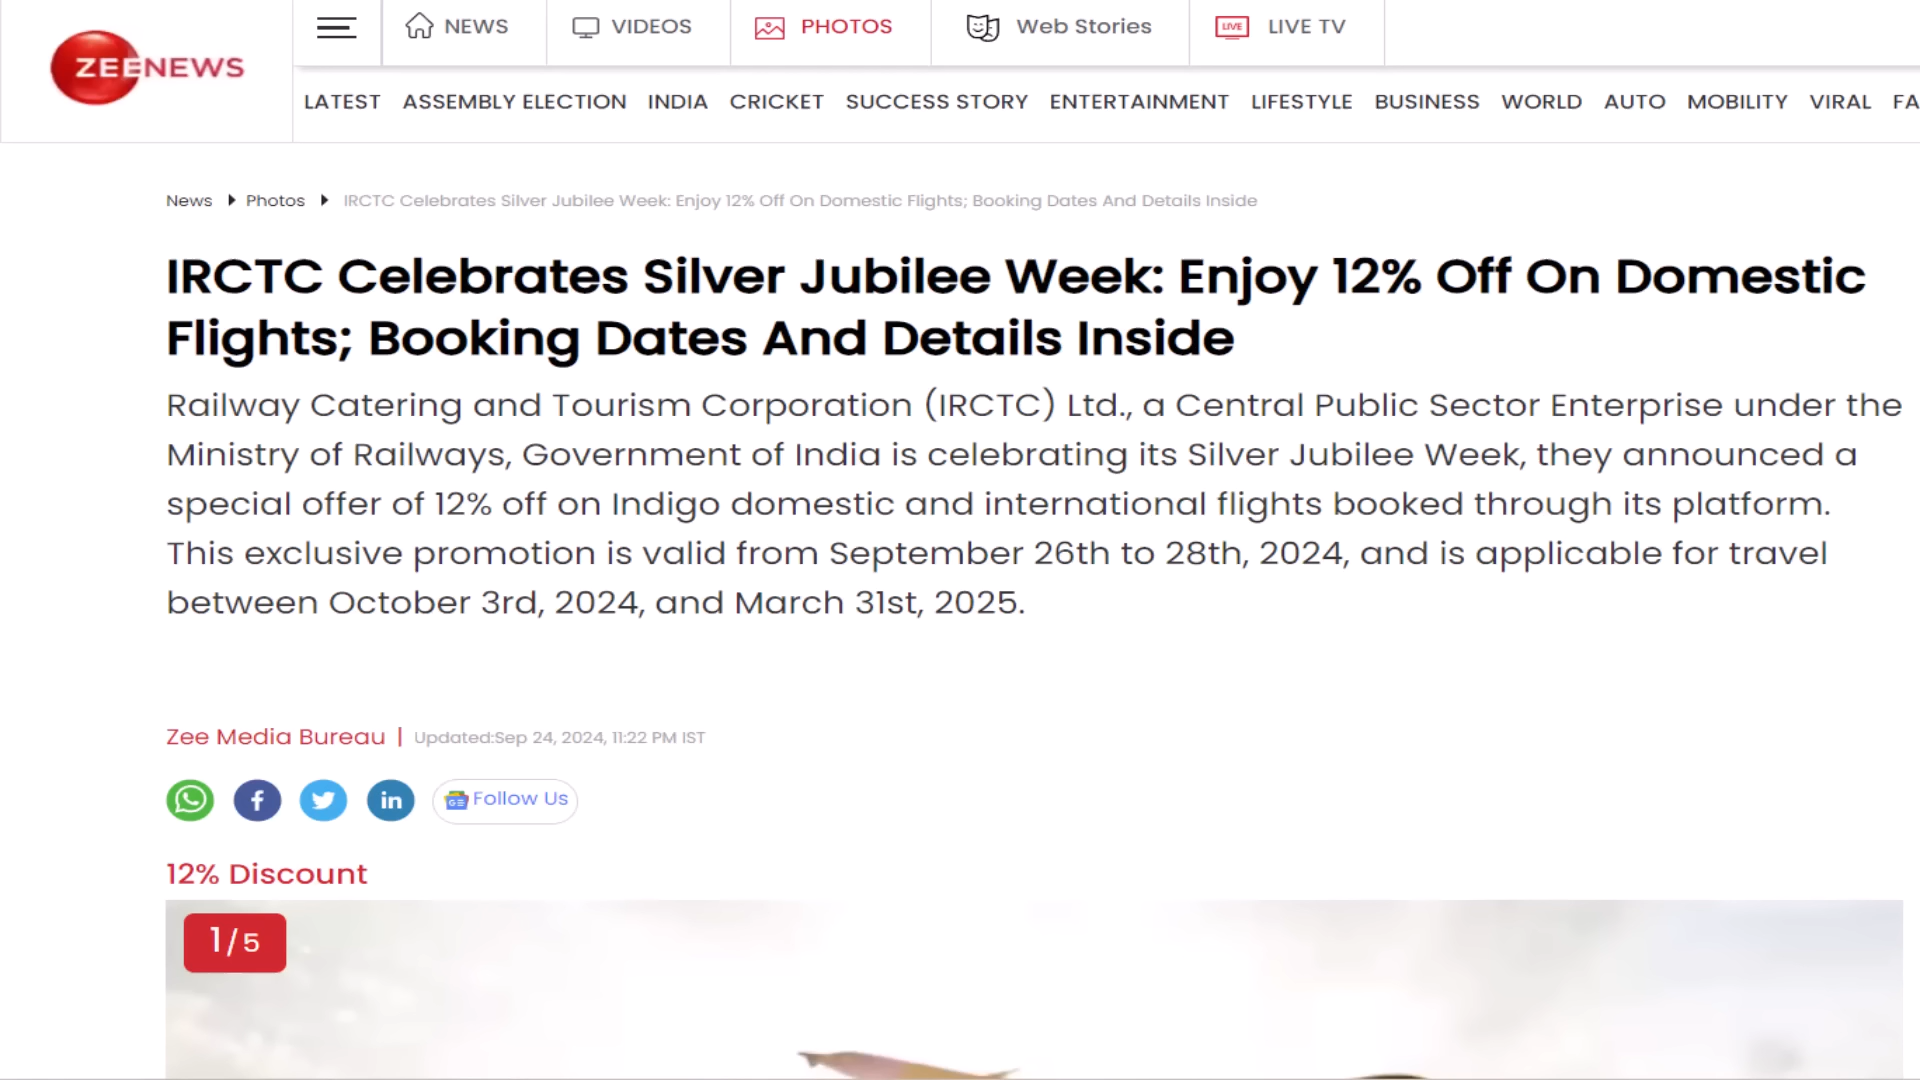 ZEENEWS
NEWS
VIDEOS
PHOTOS
Web Stories
LIVE
LIVE TV
LATEST ASSEMBLY ELECTION INDIA CRICKET SUCCESS STORY ENTERTAINMENT LIFESTYLE BUSINESS WORLD AUTO MOBILITY VIRAL FA
News Photos IRCTC Celebrates Silver Jubilee Week: Enjoy 12% Off On Domestic Flights; Booking Dates And Details Inside
IRCTC Celebrates Silver Jubilee Week: Enjoy 12% Off On Domestic
Flights; Booking Dates And Details Inside
Railway Catering and Tourism Corporation (IRCTC) Ltd., a Central Public Sector Enterprise under the
Ministry of Railways, Government of India is celebrating its Silver Jubilee Week, they announced a
special offer of 12% off on Indigo domestic and international flights booked through its platform.
This exclusive promotion is valid from September 26th to 28th, 2024, and is applicable for travel
between October 3rd, 2024, and March 31st, 2025.
Zee Media Bureau | Updated:Sep 24, 2024, 11:22 PM IST
Follow Us
12% Discount
1/5